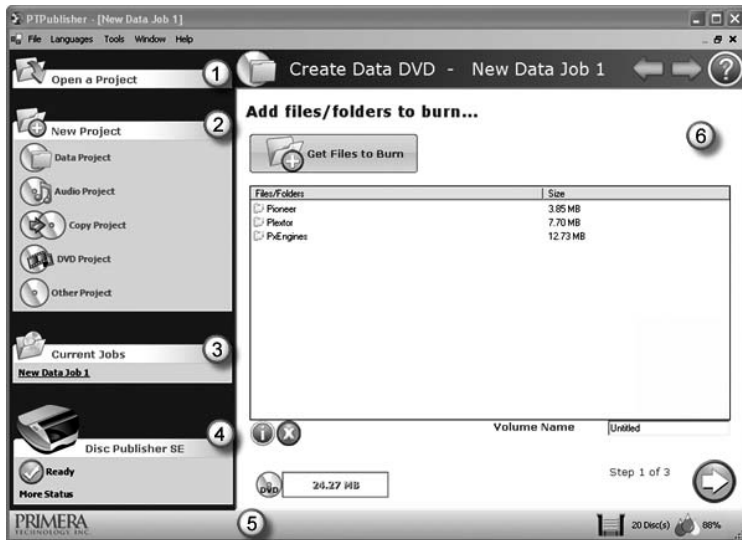 PTPublisher - [New Data Job 1]
File Languages Tools Window Help
Open a Project
1
New Project
2
Data Project
Audio Project
Copy Project
DVD Project
Other Project
Current Jobs
3
New Data Job 1
Disc Publisher SE
4
Ready
More Status
PRIMERA
TECHNOLOGY INC.
5
Create Data DVD - New Data Job 1
?
Add files/folders to burn...
6
Get Files to Burn
Files/Folders Size
Pioneer 3.85 MB
Plextor 7.70 MB
PxEngines 12.73 MB
Volume Name Untitled
DVD 24.27 MB
Step 1 of 3
20 Disc(s) 88%